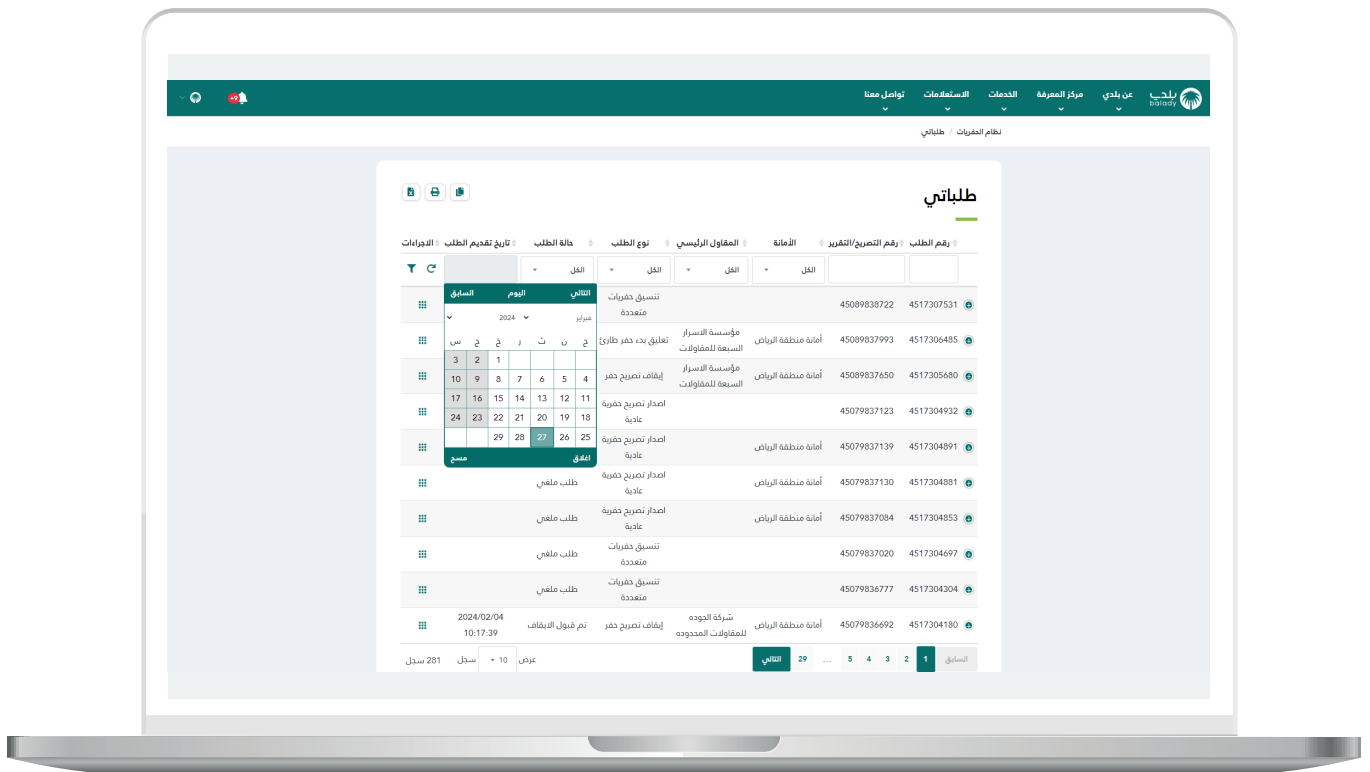 بلدي
balady
عن بلدي
مركز المعرفة
الخدمات
الاستعلامات
تواصل معنا
+9
نظام الحفريات / طلباتي
طلباتي
رقم الطلب رقم التصريح/التقرير الأمانة المقاول الرئيسي نوع الطلب حالة الطلب تاريخ تقديم الطلب الاجراءات
الكل الكل الكل الكل
التالي اليوم السابق
فبراير 2024
ح ن ث ر خ ج س
1 2 3
4 5 6 7 8 9 10
11 12 13 14 15 16 17
18 19 20 21 22 23 24
25 26 27 28 29
اغلاق مسح
4517307531 45089838722 تنسيق حفريات متعددة
4517306485 45089837993 أمانة منطقة الرياض مؤسسة الاسرار السبعة للمقاولات تعليق بدء حفر طارئ
4517305680 45089837650 أمانة منطقة الرياض مؤسسة الاسرار السبعة للمقاولات إيقاف تصريح حفر
4517304932 45079837123 اصدار تصريح حفرية عادية
4517304891 45079837139 أمانة منطقة الرياض اصدار تصريح حفرية عادية
4517304881 45079837130 أمانة منطقة الرياض اصدار تصريح حفرية عادية طلب ملغي
4517304853 45079837084 أمانة منطقة الرياض اصدار تصريح حفرية عادية طلب ملغي
4517304697 45079837020 تنسيق حفريات متعددة طلب ملغي
4517304304 45079836777 تنسيق حفريات متعددة طلب ملغي
4517304180 45079836692 أمانة منطقة الرياض شركة الجوده للمقاولات المحدوده إيقاف تصريح حفر تم قبول الايقاف 2024/02/04 10:17:39
السابق 1 2 3 4 5 ... 29 التالي
عرض 10 سجل 281 سجل